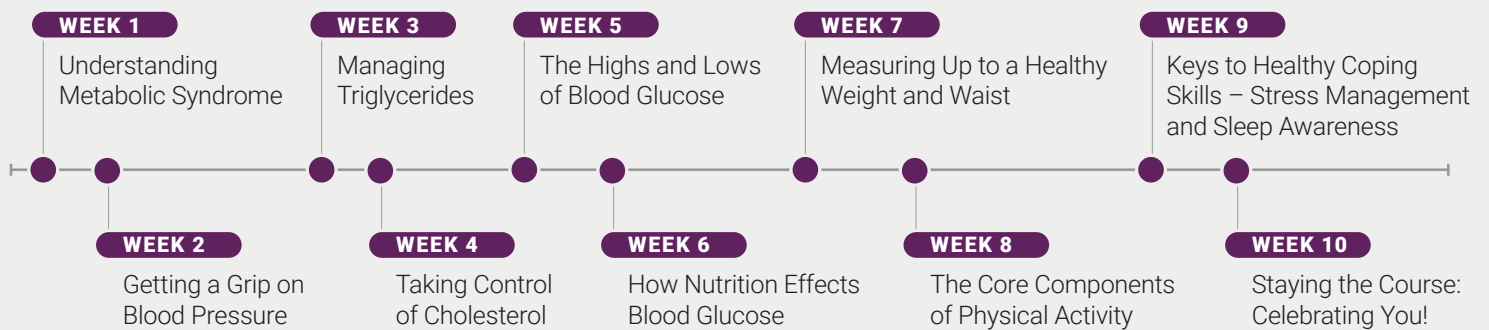 WEEK 1
Understanding
Metabolic Syndrome
WEEK 2
Getting a Grip on
Blood Pressure
WEEK 3
Managing
Triglycerides
WEEK 4
Taking Control
of Cholesterol
WEEK 5
The Highs and Lows
of Blood Glucose
WEEK 6
How Nutrition Effects
Blood Glucose
WEEK 7
Measuring Up to a Healthy
Weight and Waist
WEEK 8
The Core Components
of Physical Activity
WEEK 9
Keys to Healthy Coping
Skills – Stress Management
and Sleep Awareness
WEEK 10
Staying the Course:
Celebrating You!